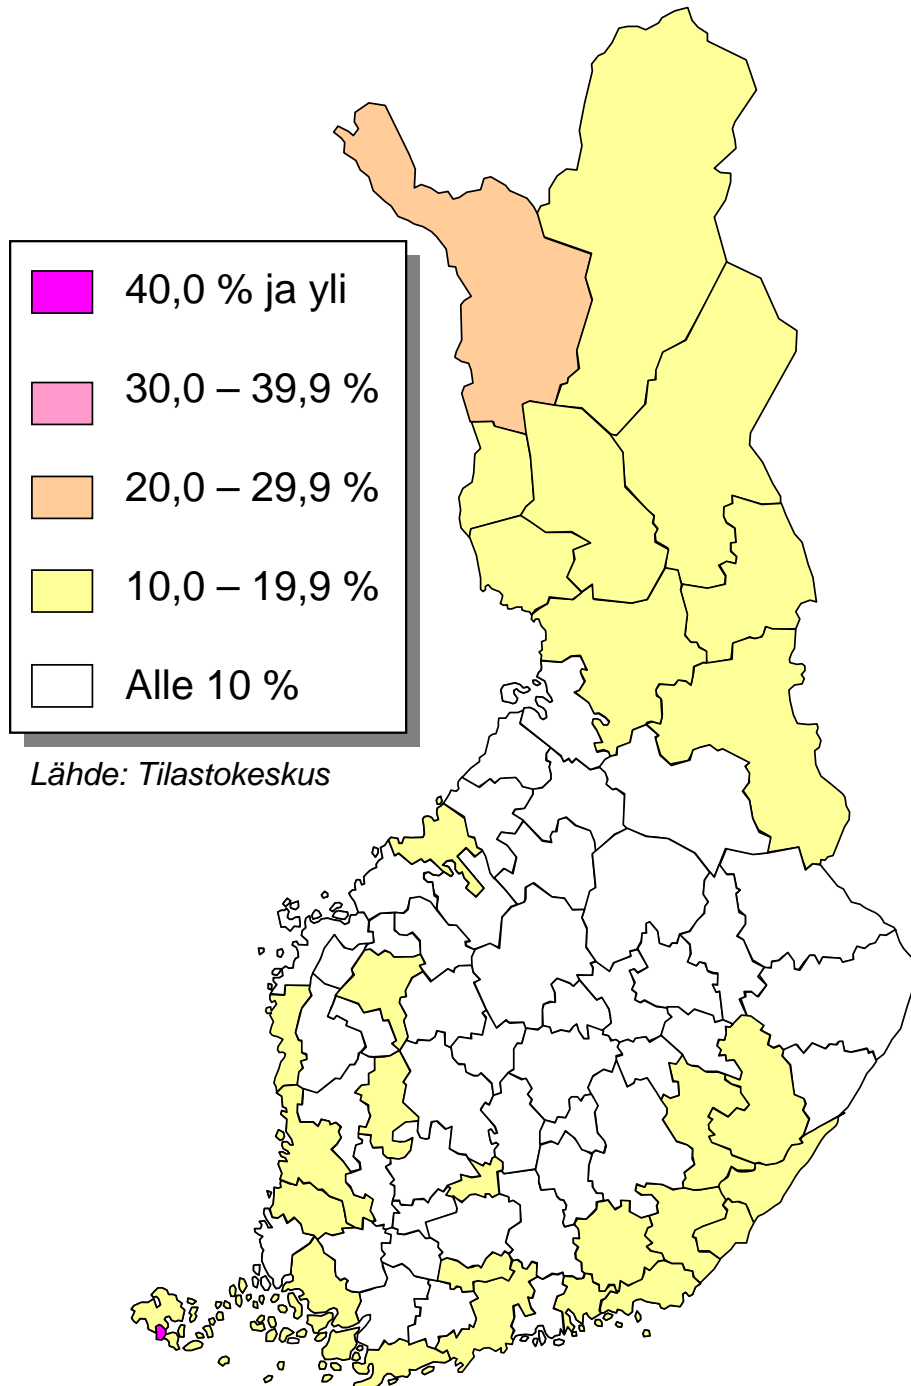 40,0 % ja yli
30,0 – 39,9 %
20,0 – 29,9 %
10,0 – 19,9 %
Alle 10 %
Lähde: Tilastokeskus